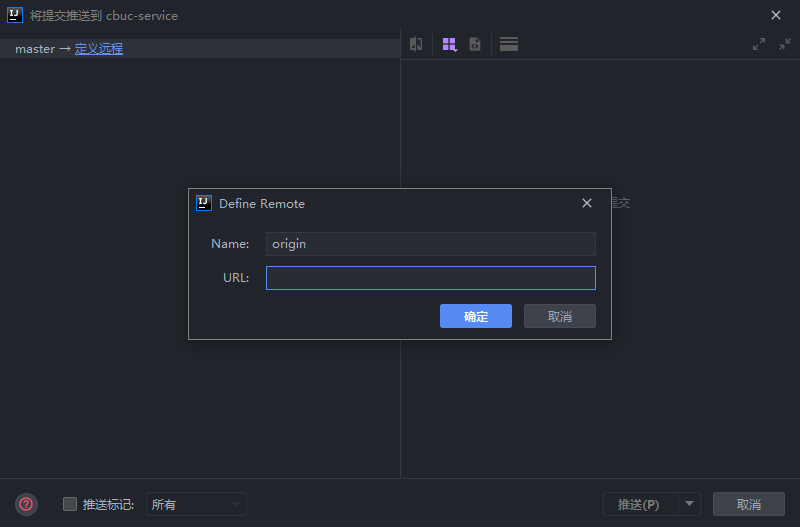 将提交推送到 cbuc-service
master → 定义远程
提交
Define Remote
Name: origin
URL:
确定 取消
推送标记: 所有
推送(P) 取消